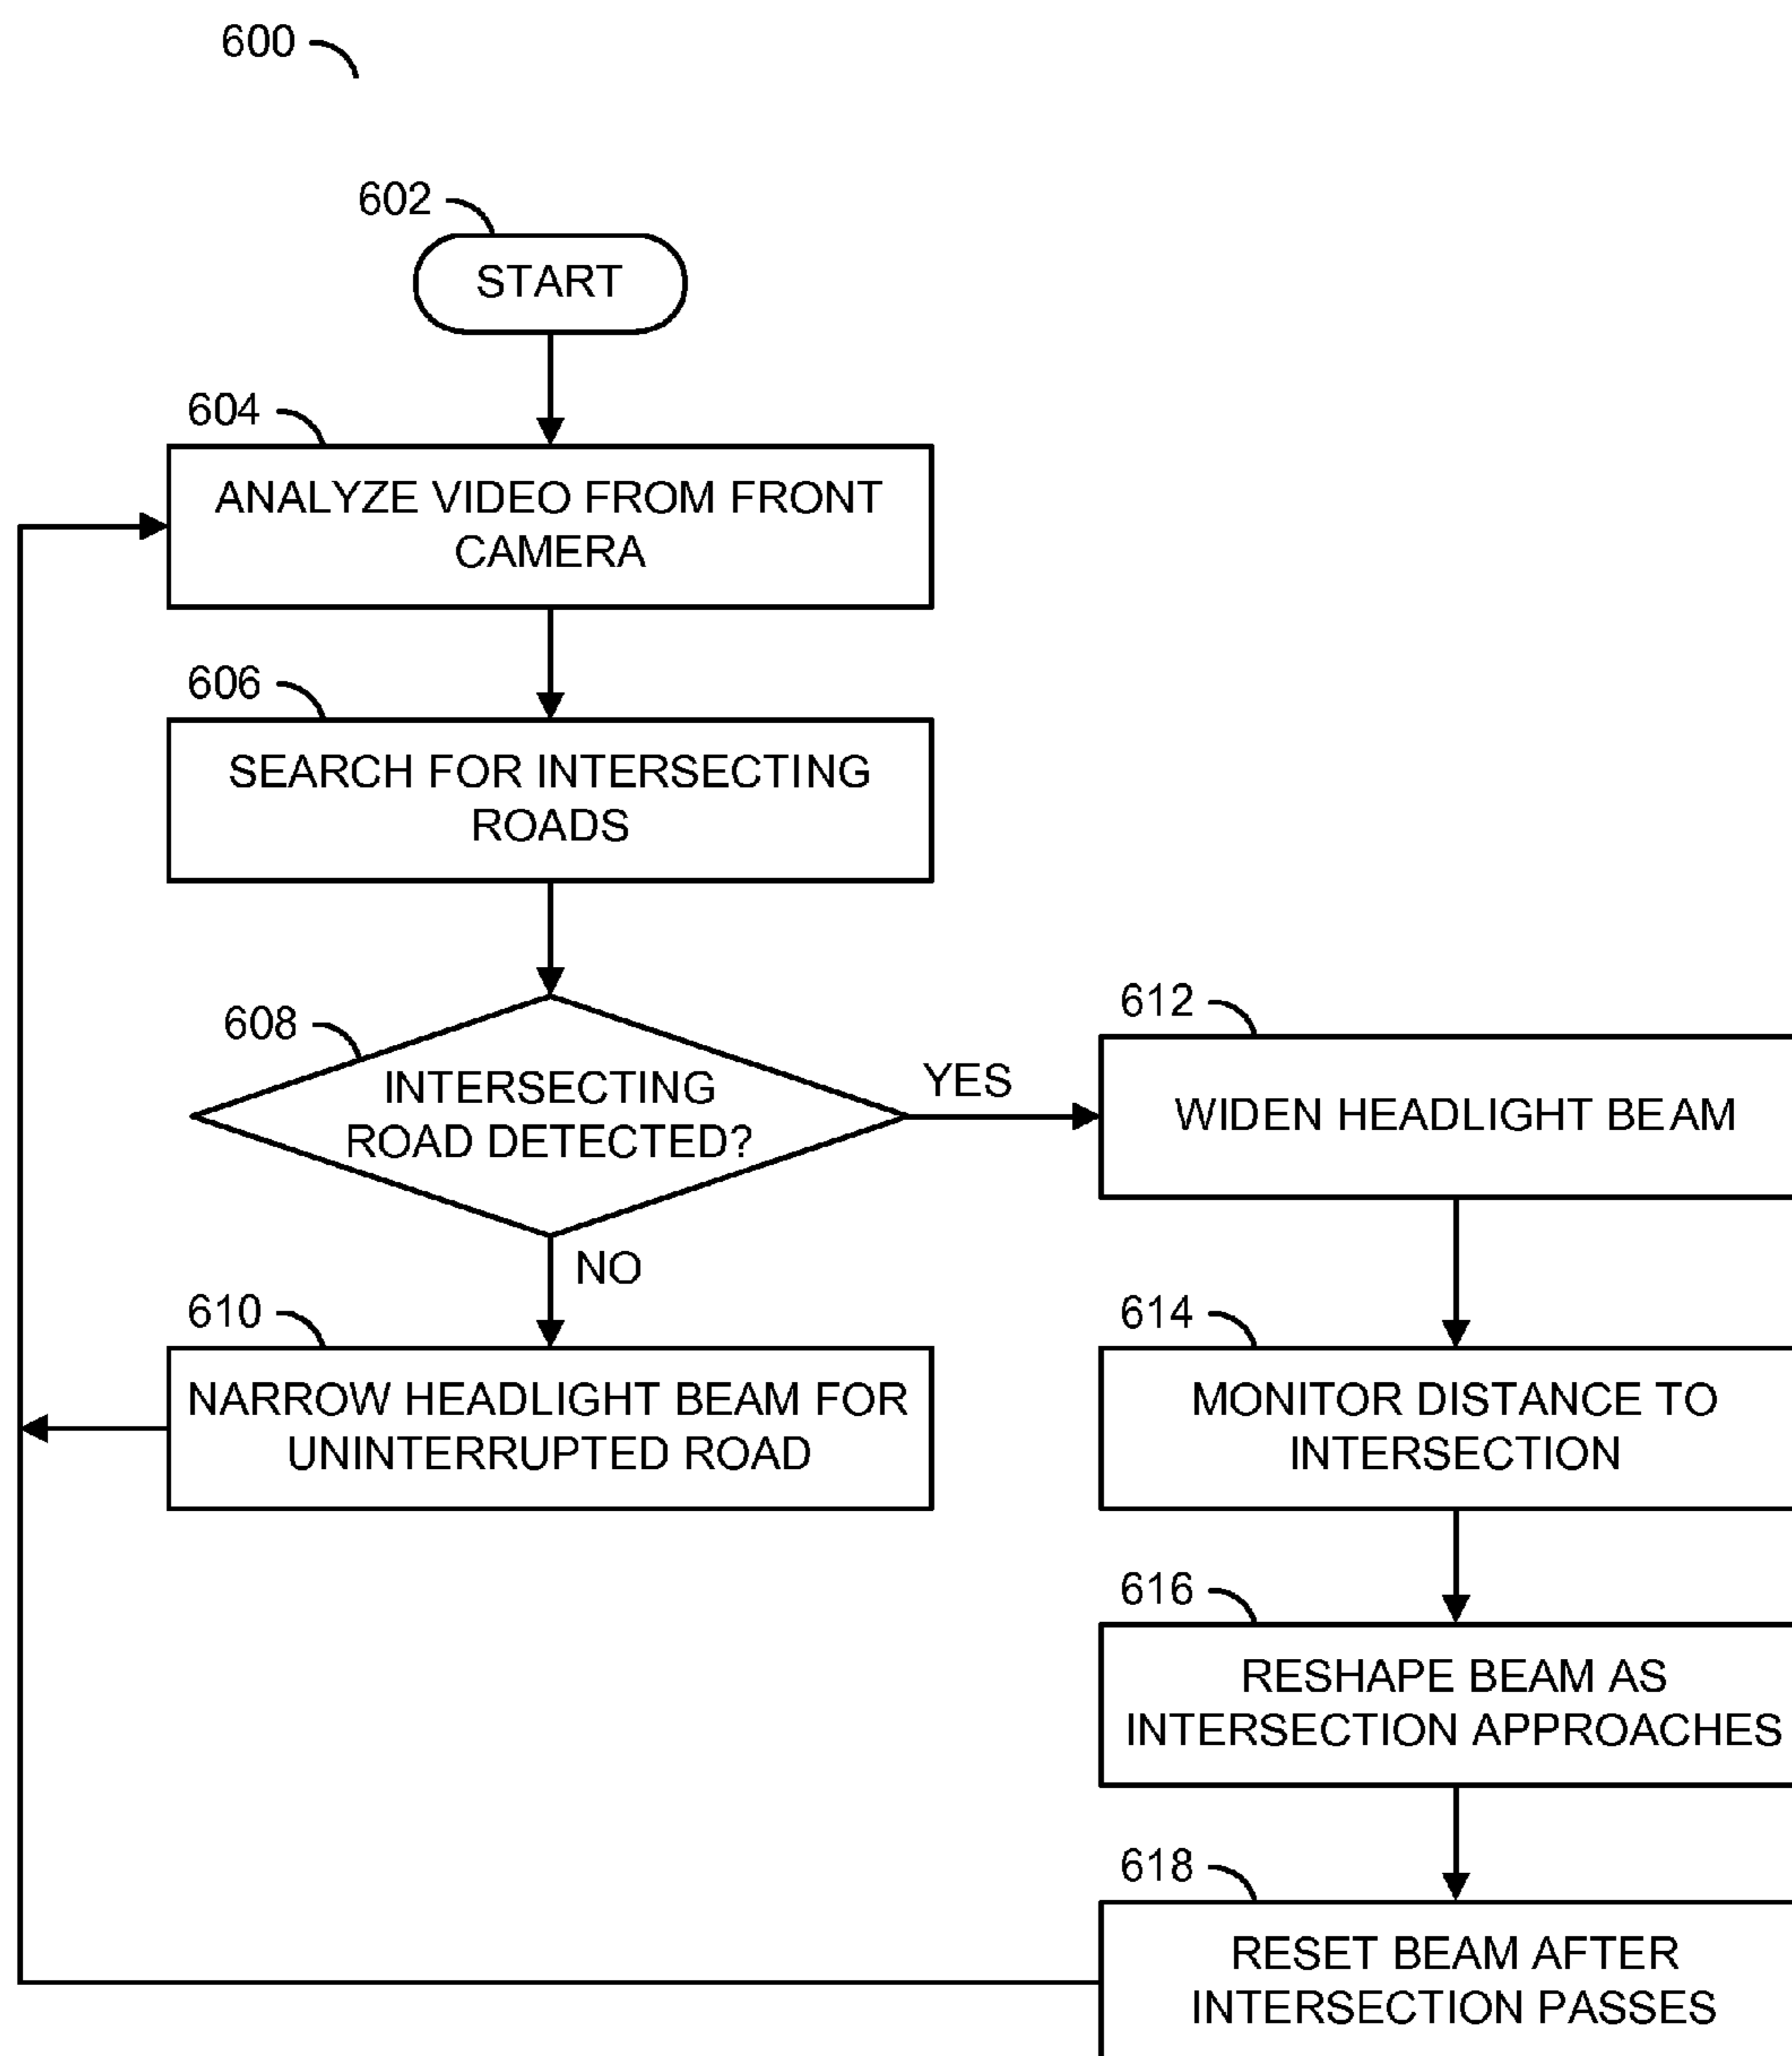 600
602
START
604
ANALYZE VIDEO FROM FRONT
CAMERA
606
SEARCH FOR INTERSECTING
ROADS
608
INTERSECTING
ROAD DETECTED?
YES
NO
610
NARROW HEADLIGHT BEAM FOR
UNINTERRUPTED ROAD
612
WIDEN HEADLIGHT BEAM
614
MONITOR DISTANCE TO
INTERSECTION
616
RESHAPE BEAM AS
INTERSECTION APPROACHES
618
RESET BEAM AFTER
INTERSECTION PASSES